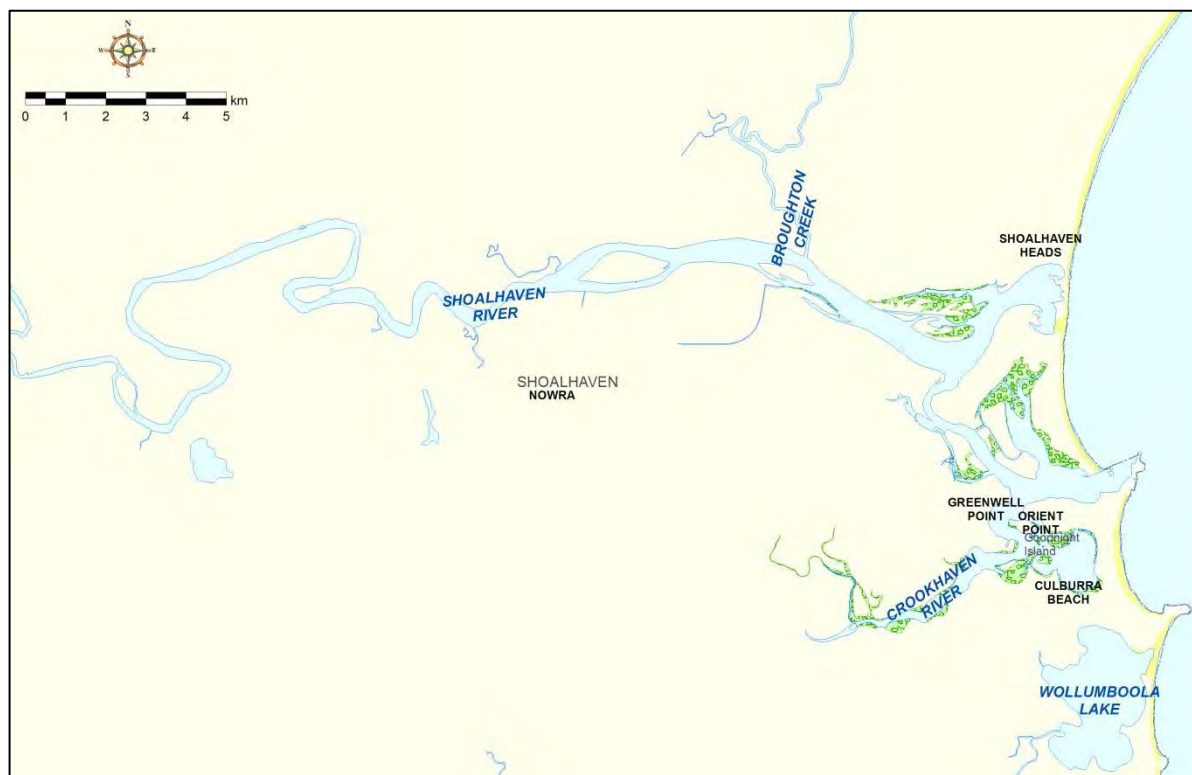 N
W E
S
km
0 1 2 3 4 5
BROUGHTON
CREEK
SHOALHAVEN
HEADS
SHOALHAVEN
RIVER
SHOALHAVEN
NOWRA
GREENWELL
POINT
ORIENT
POINT
Goodnight
Island
CROOKHAVEN
RIVER
CULBURRA
BEACH
WOLLUMBOOLA
LAKE